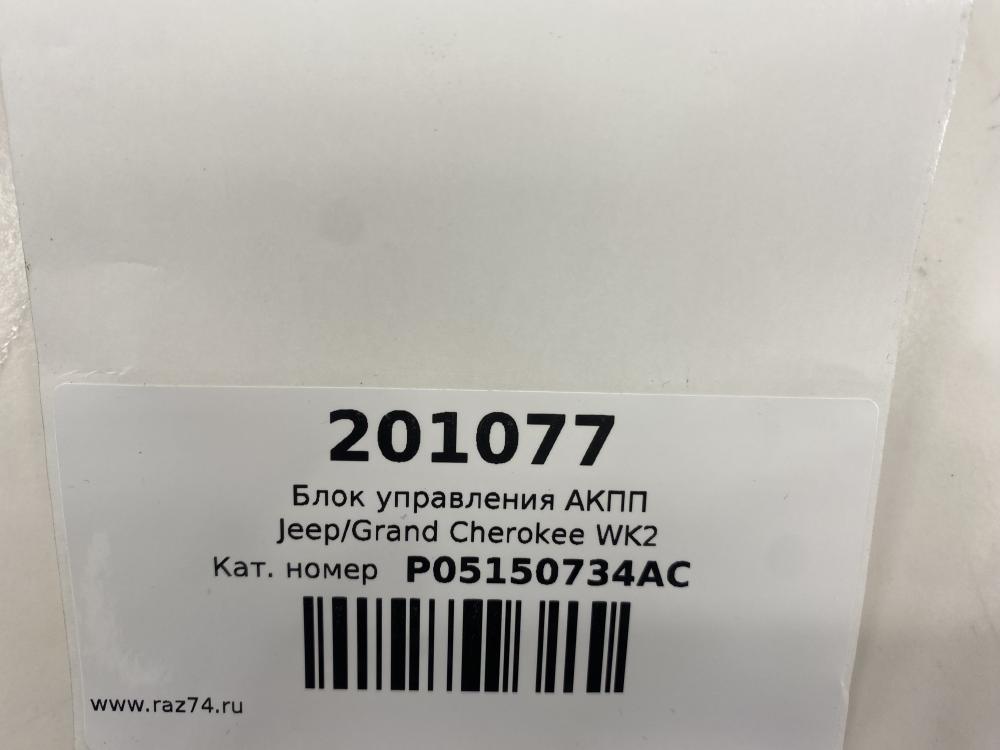 201077
Блок управления АКПП
Jeep/Grand Cherokee WK2
Кат. номер P05150734AC
www.raz74.ru